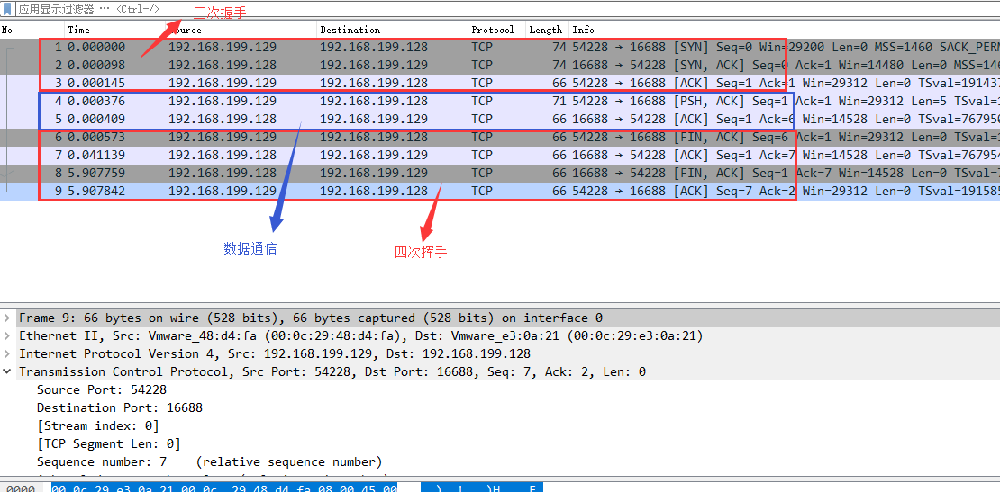 应用显示过滤器 … <Ctrl-/>
三次握手
No. Time Source Destination Protocol Length Info
1 0.000000 192.168.199.129 192.168.199.128 TCP 74 54228 → 16688 [SYN] Seq=0 Win=29200 Len=0 MSS=1460 SACK_PERM
2 0.000098 192.168.199.128 192.168.199.129 TCP 74 16688 → 54228 [SYN, ACK] Seq=0 Ack=1 Win=14480 Len=0 MSS=146
3 0.000145 192.168.199.129 192.168.199.128 TCP 66 54228 → 16688 [ACK] Seq=1 Ack=1 Win=29312 Len=0 TSval=191437
4 0.000376 192.168.199.129 192.168.199.128 TCP 71 54228 → 16688 [PSH, ACK] Seq=1 Ack=1 Win=29312 Len=5 TSval=1
5 0.000409 192.168.199.128 192.168.199.129 TCP 66 16688 → 54228 [ACK] Seq=1 Ack=6 Win=14528 Len=0 TSval=767950
6 0.000573 192.168.199.129 192.168.199.128 TCP 66 54228 → 16688 [FIN, ACK] Seq=6 Ack=1 Win=29312 Len=0 TSval=1
7 0.041139 192.168.199.128 192.168.199.129 TCP 66 16688 → 54228 [ACK] Seq=1 Ack=7 Win=14528 Len=0 TSval=767954
8 5.907759 192.168.199.128 192.168.199.129 TCP 66 16688 → 54228 [FIN, ACK] Seq=1 Ack=7 Win=14528 Len=0 TSval=7
9 5.907842 192.168.199.129 192.168.199.128 TCP 66 54228 → 16688 [ACK] Seq=7 Ack=2 Win=29312 Len=0 TSval=191585
数据通信
四次挥手
Frame 9: 66 bytes on wire (528 bits), 66 bytes captured (528 bits) on interface 0
Ethernet II, Src: Vmware_48:d4:fa (00:0c:29:48:d4:fa), Dst: Vmware_e3:0a:21 (00:0c:29:e3:0a:21)
Internet Protocol Version 4, Src: 192.168.199.129, Dst: 192.168.199.128
Transmission Control Protocol, Src Port: 54228, Dst Port: 16688, Seq: 7, Ack: 2, Len: 0
Source Port: 54228
Destination Port: 16688
[Stream index: 0]
[TCP Segment Len: 0]
Sequence number: 7 (relative sequence number)
0000 00 0c 29 e3 0a 21 00 0c 29 48 d4 fa 08 00 45 00